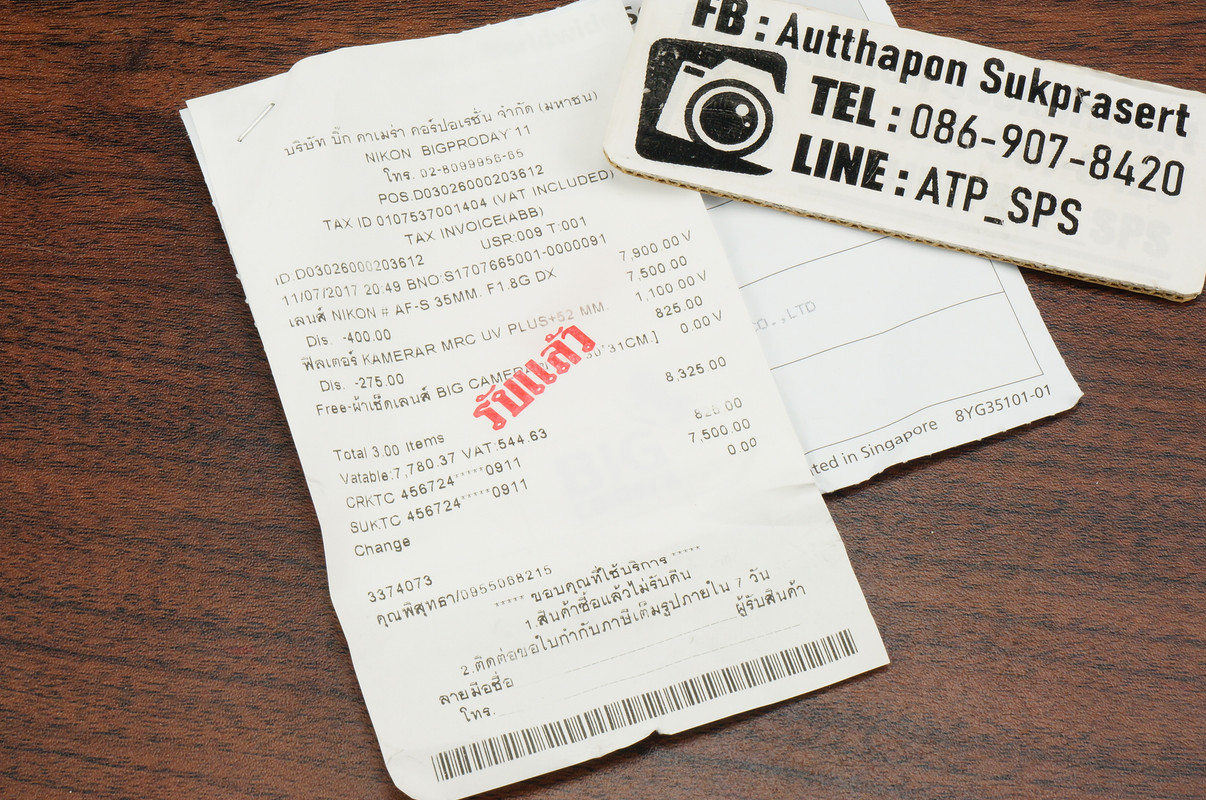 บริษัท บิ๊ก คาเมร่า คอร์ปอเรชั่น จำกัด (มหาชน)
NIKON BIGPRODAY 11
โทร. 02-8099956-65
POS D03026000203612
TAX ID 0107537001404 (VAT INCLUDED)
TAX INVOICE(ABB)
USR:009 T:001
ID:D03026000203612
11/07/2017 20:49 BNO:S1707665001-0000091
เลนส์ NIKON # AF-S 35MM. F1.8G DX 7,900.00 V
Dis. -400.00 7,500.00
ฟิลเตอร์ KAMERAR MRC UV PLUS+52 MM 1,100.00 V
Dis. -275.00 825.00
Free-ผ้าเช็ดเลนส์ BIG CAMERA 31CM.] 0.00 V
รับแล้ว
Total 3.00 Items 8,325.00
Vatable:7,780.37 VAT:544.63
CRKTC 456724*****0911 825.00
SUKTC 456724*****0911 7,500.00
Change 0.00
3374073
คุณพิสุทธา/0955068215
***** ขอบคุณที่ใช้บริการ *****
1.สินค้าซื้อแล้วไม่รับคืน
2.ติดต่อขอใบกำกับภาษีเต็มรูปภายใน 7 วัน
ลายมือชื่อ ผู้รับสินค้า
โทร.
FB : Autthapon Sukprasert
TEL : 086-907-8420
LINE : ATP_SPS
CO.,LTD
ted in Singapore 8YG35101-01